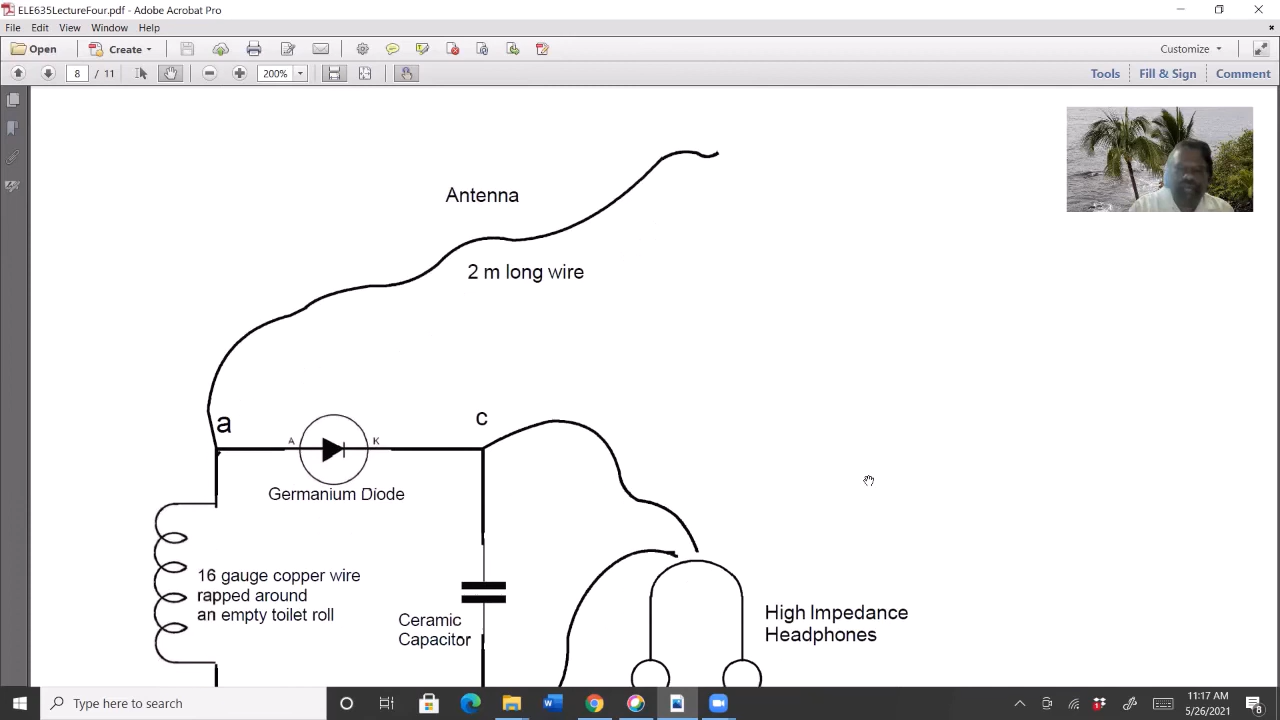 ELE635LectureFour.pdf - Adobe Acrobat Pro
File Edit View Window Help
Open Create Customize
8 / 11 200% Tools Fill & Sign Comment
Antenna
2 m long wire
a
c
A
K
Germanium Diode
16 gauge copper wire
rapped around
an empty toilet roll
Ceramic
Capacitor
High Impedance
Headphones
Type here to search
11:17 AM
5/26/2021
8